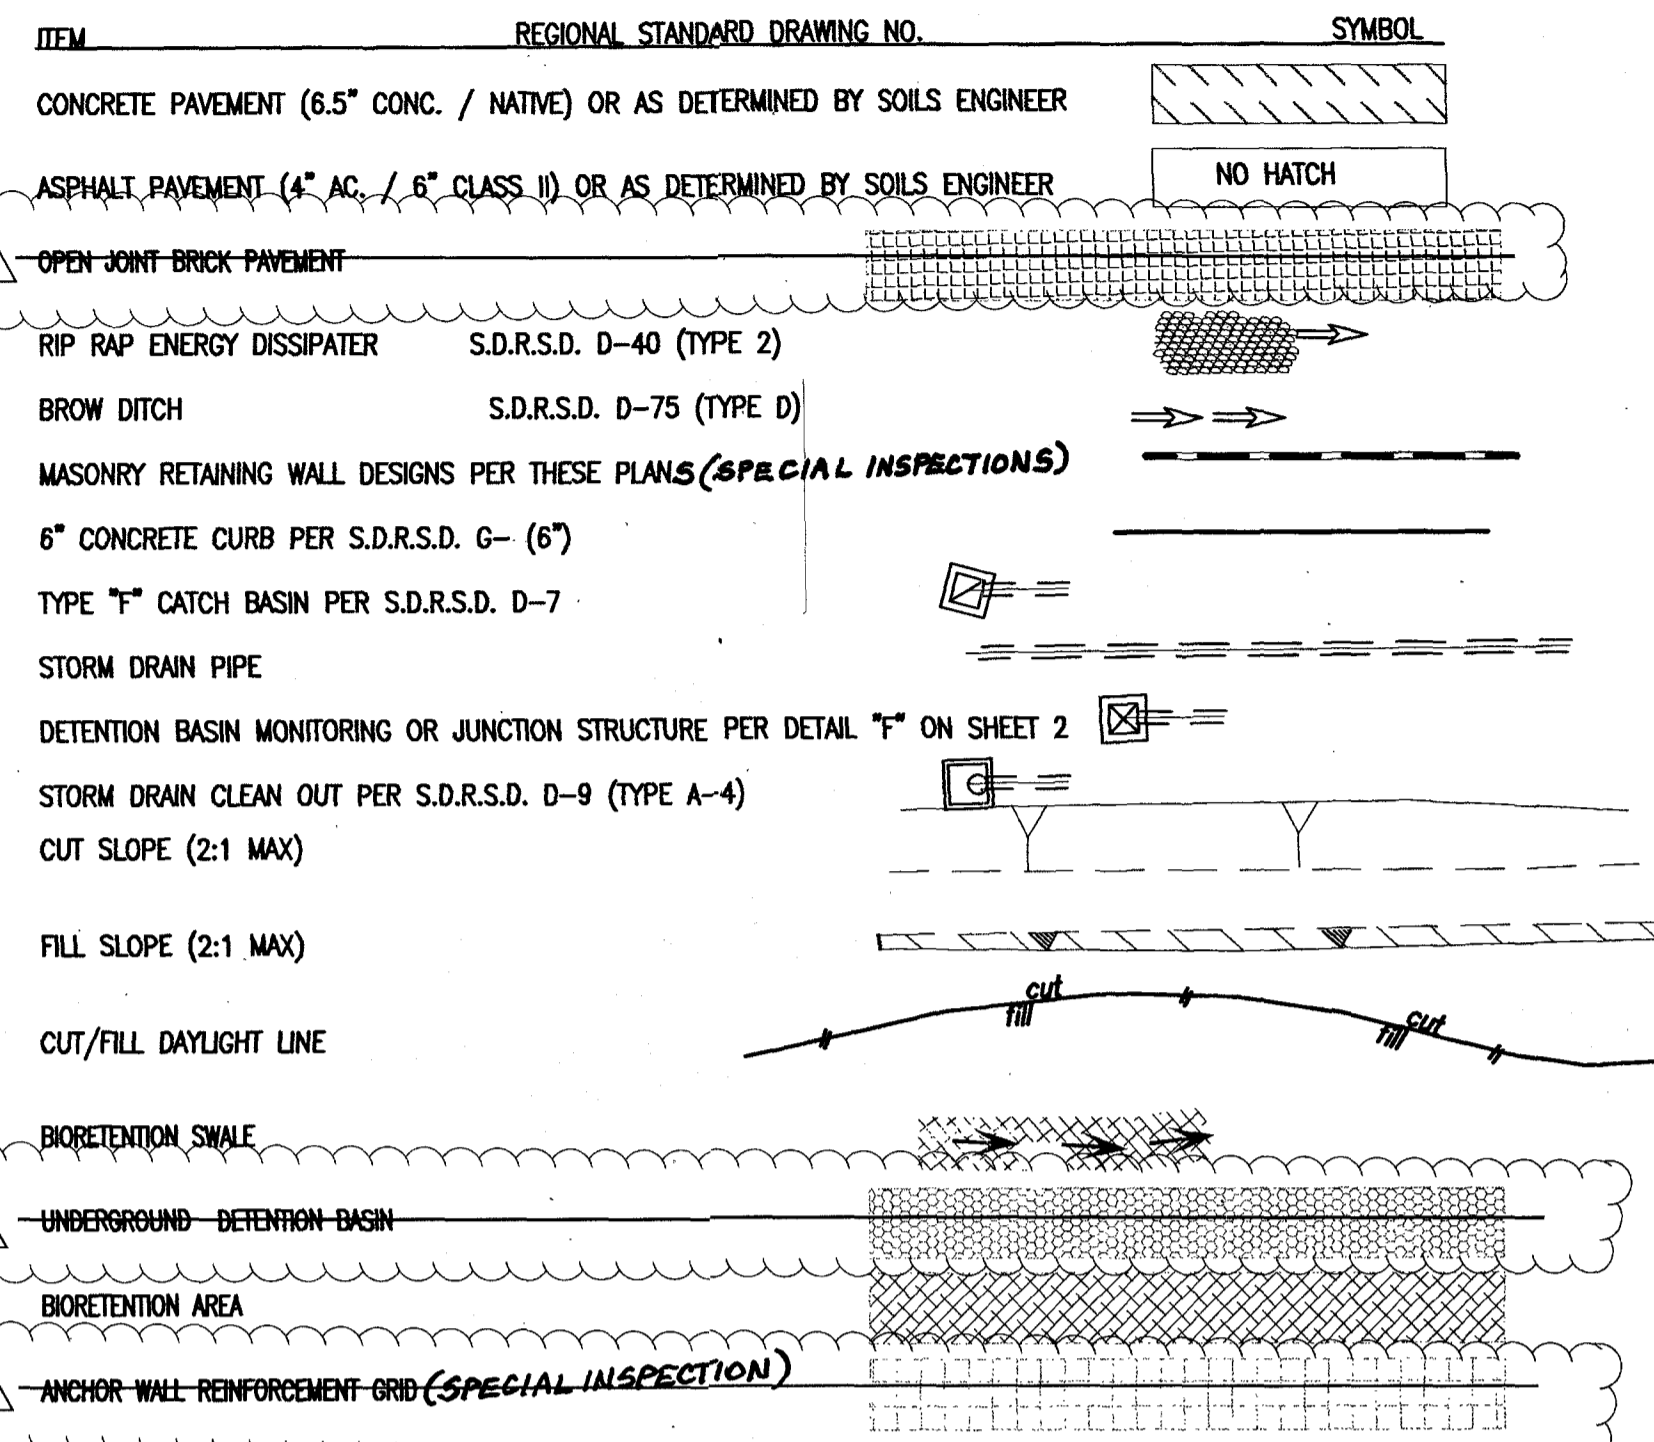 ITEM REGIONAL STANDARD DRAWING NO. SYMBOL
CONCRETE PAVEMENT (6.5" CONC. / NATIVE) OR AS DETERMINED BY SOILS ENGINEER
ASPHALT PAVEMENT (4" AC. / 6" CLASS II) OR AS DETERMINED BY SOILS ENGINEER NO HATCH
OPEN JOINT BRICK PAVEMENT
RIP RAP ENERGY DISSIPATER S.D.R.S.D. D-40 (TYPE 2)
BROW DITCH S.D.R.S.D. D-75 (TYPE D)
MASONRY RETAINING WALL DESIGNS PER THESE PLANS (SPECIAL INSPECTIONS)
6" CONCRETE CURB PER S.D.R.S.D. G- (6")
TYPE "F" CATCH BASIN PER S.D.R.S.D. D-7
STORM DRAIN PIPE
DETENTION BASIN MONITORING OR JUNCTION STRUCTURE PER DETAIL "F" ON SHEET 2
STORM DRAIN CLEAN OUT PER S.D.R.S.D. D-9 (TYPE A-4)
CUT SLOPE (2:1 MAX)
FILL SLOPE (2:1 MAX)
cut
fill
cut
fill
CUT/FILL DAYLIGHT LINE
BIORETENTION SWALE
UNDERGROUND DETENTION BASIN
BIORETENTION AREA
ANCHOR WALL REINFORCEMENT GRID (SPECIAL INSPECTION)